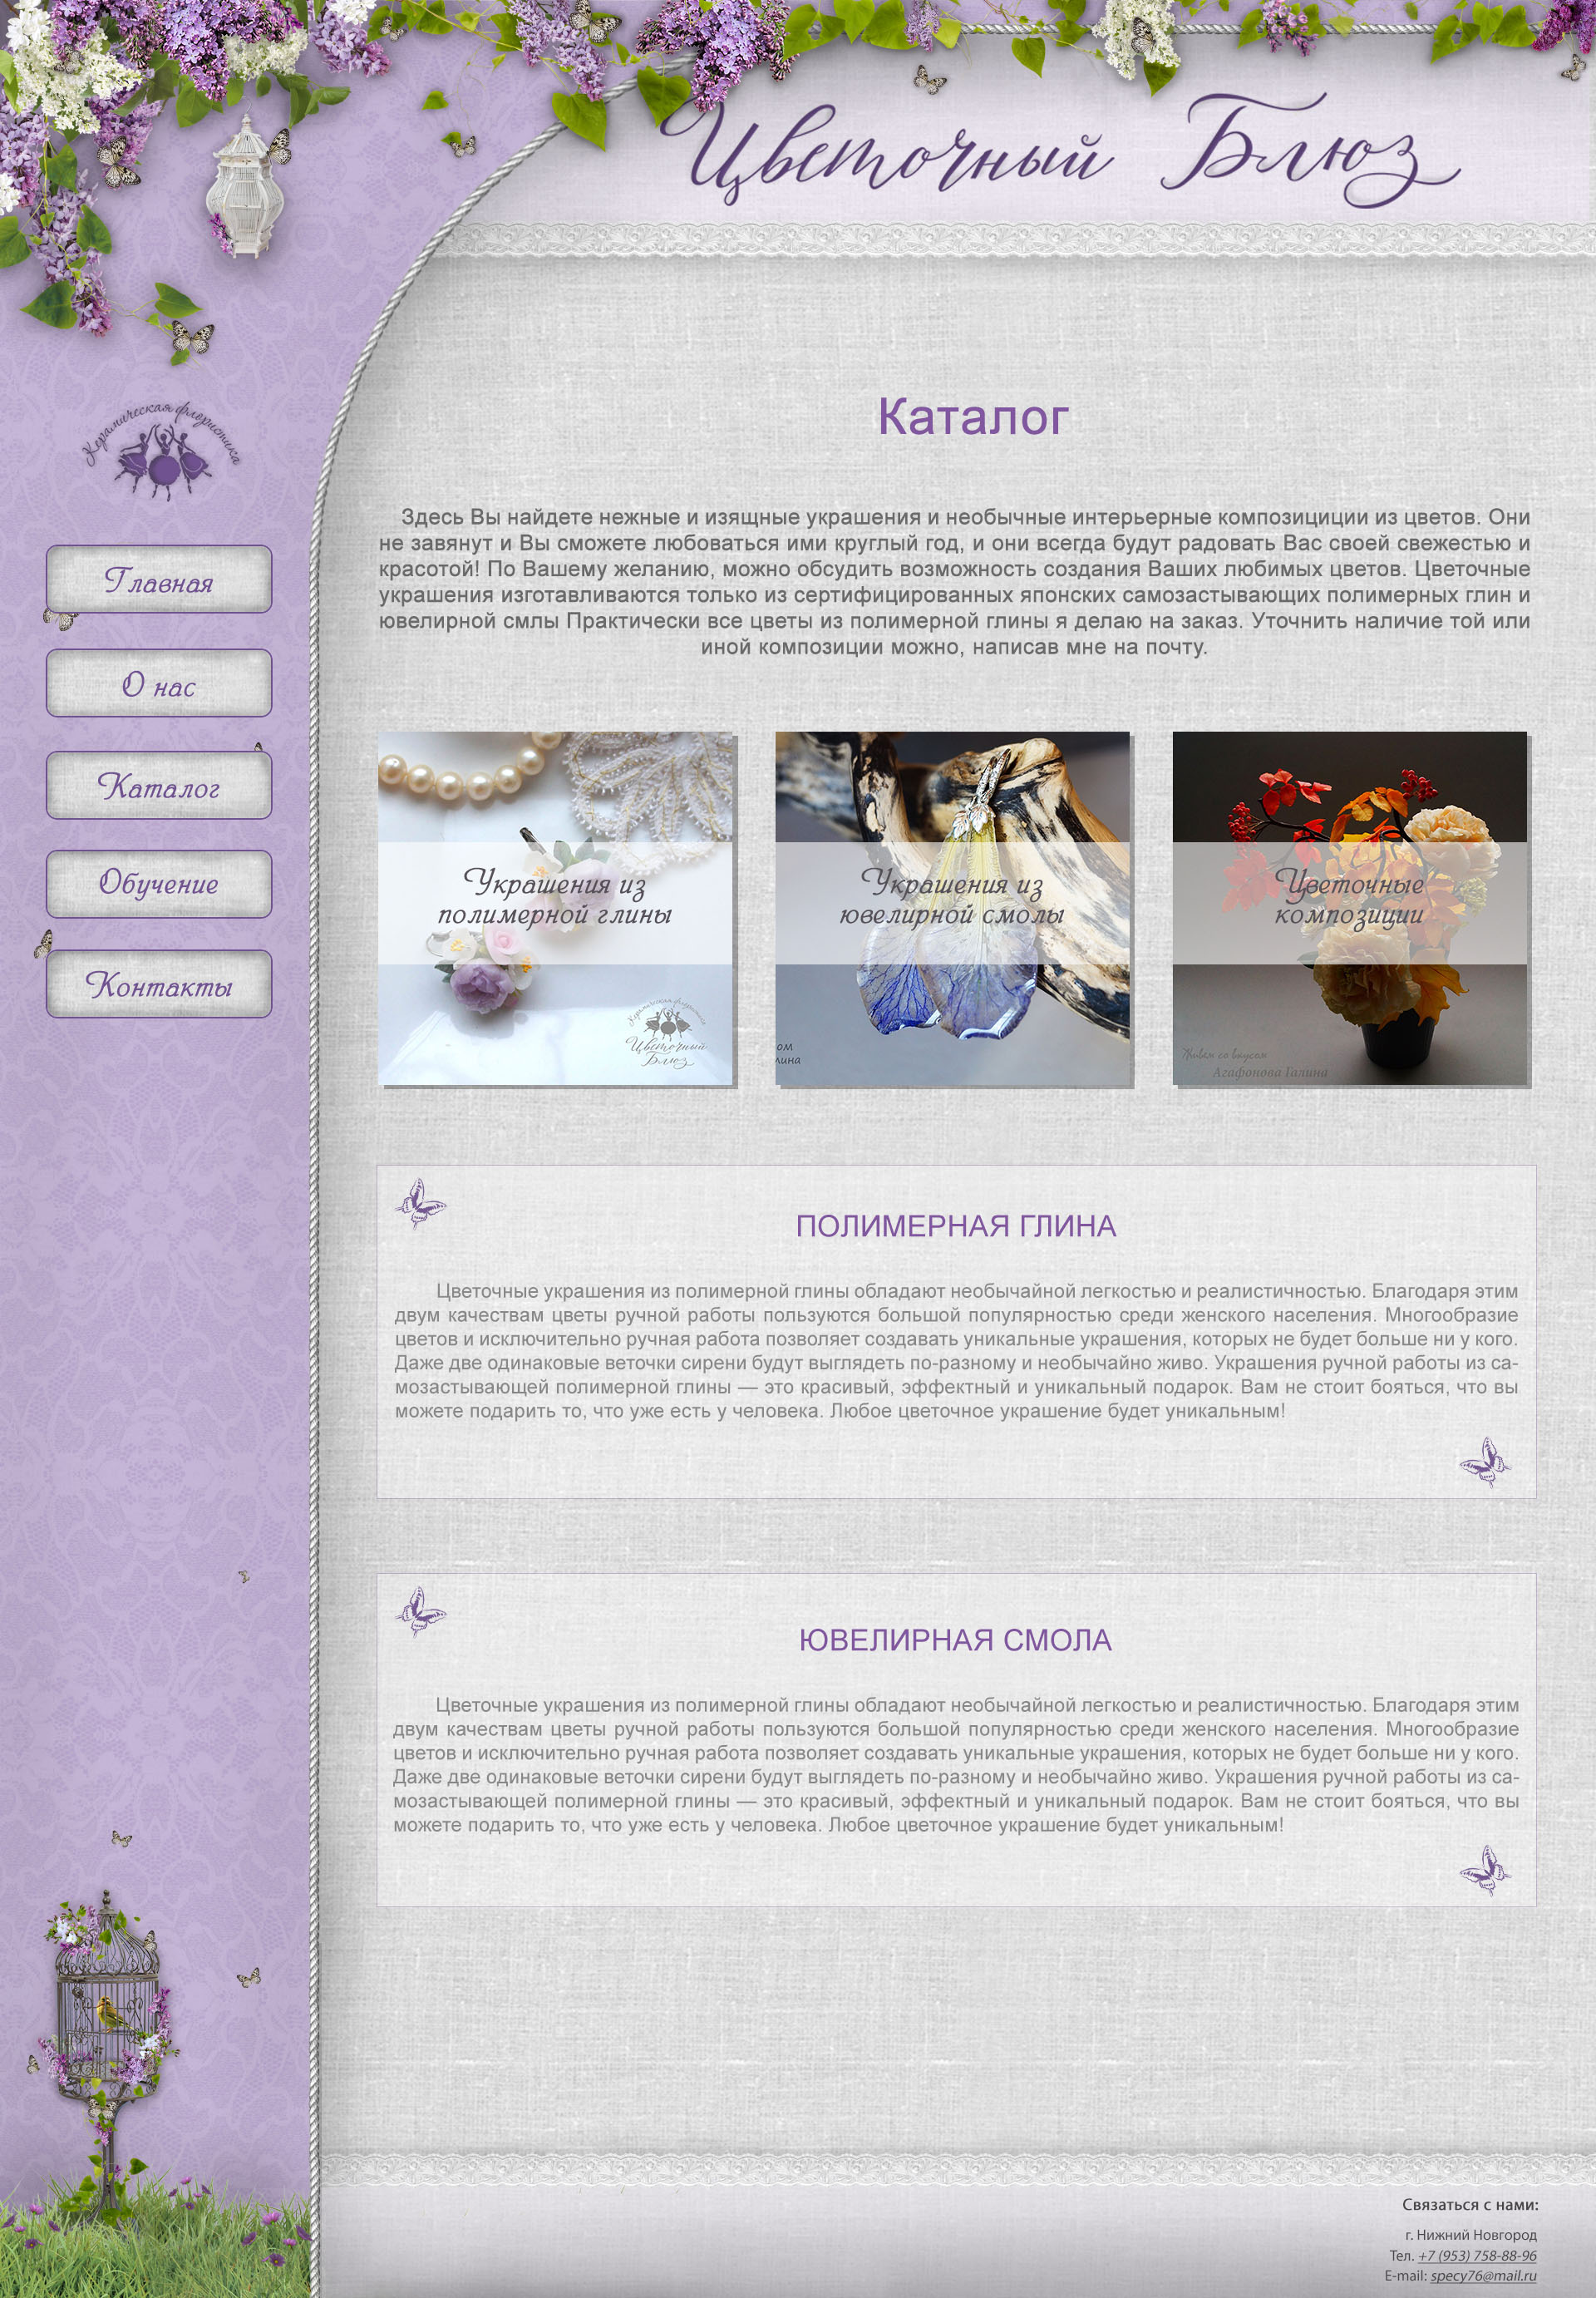 Цветочный Блюз
Керамическая флористика
Главная
О нас
Каталог
Обучение
Контакты
Каталог
Здесь Вы найдете нежные и изящные украшения и необычные интерьерные композициции из цветов. Они
не завянут и Вы сможете любоваться ими круглый год, и они всегда будут радовать Вас своей свежестью и
красотой! По Вашему желанию, можно обсудить возможность создания Ваших любимых цветов. Цветочные
украшения изготавливаются только из сертифицированных японских самозастывающих полимерных глин и
ювелирной смлы Практически все цветы из полимерной глины я делаю на заказ. Уточнить наличие той или
иной композиции можно, написав мне на почту.
Украшения из
полимерной глины
Керамическая флористика
Цветочный
Блюз
Украшения из
ювелирной смолы
ом
лина
Цветочные
композиции
Живи со вкусом
Агафонова Галина
ПОЛИМЕРНАЯ ГЛИНА
Цветочные украшения из полимерной глины обладают необычайной легкостью и реалистичностью. Благодаря этим
двум качествам цветы ручной работы пользуются большой популярностью среди женского населения. Многообразие
цветов и исключительно ручная работа позволяет создавать уникальные украшения, которых не будет больше ни у кого.
Даже две одинаковые веточки сирени будут выглядеть по-разному и необычайно живо. Украшения ручной работы из са-
мозастывающей полимерной глины — это красивый, эффектный и уникальный подарок. Вам не стоит бояться, что вы
можете подарить то, что уже есть у человека. Любое цветочное украшение будет уникальным!
ЮВЕЛИРНАЯ СМОЛА
Цветочные украшения из полимерной глины обладают необычайной легкостью и реалистичностью. Благодаря этим
двум качествам цветы ручной работы пользуются большой популярностью среди женского населения. Многообразие
цветов и исключительно ручная работа позволяет создавать уникальные украшения, которых не будет больше ни у кого.
Даже две одинаковые веточки сирени будут выглядеть по-разному и необычайно живо. Украшения ручной работы из са-
мозастывающей полимерной глины — это красивый, эффектный и уникальный подарок. Вам не стоит бояться, что вы
можете подарить то, что уже есть у человека. Любое цветочное украшение будет уникальным!
Связаться с нами:
г. Нижний Новгород
Тел. +7 (953) 758-88-96
E-mail: specy76@mail.ru